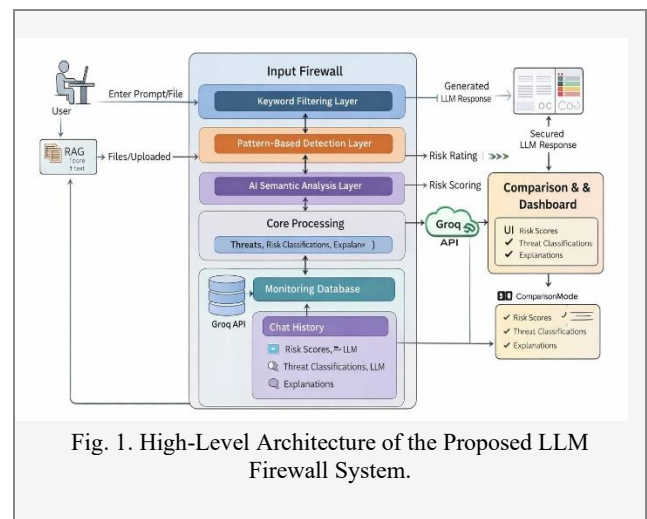 Input Firewall
User
Enter Prompt/File
Keyword Filtering Layer
Generated
LLM Response
RAG
Files/Uploaded
Pattern-Based Detection Layer
Risk Rating
Secured
LLM Response
AI Semantic Analysis Layer
Risk Scoring
Core Processing
Threats, Risk Classifications,
Groq
API
Comparison & &
Dashboard
UI Risk Scores
✓ Threat Classifications
✓ Explanations
Monitoring Database
Groq API
Chat History
Risk Scores, LLM
Threat Classifications, LLM
Explanations
ComparisonMode
✓ Risk Scores
✓ Threat Classifications
✓ Explanations
Fig. 1. High-Level Architecture of the Proposed LLM
Firewall System.